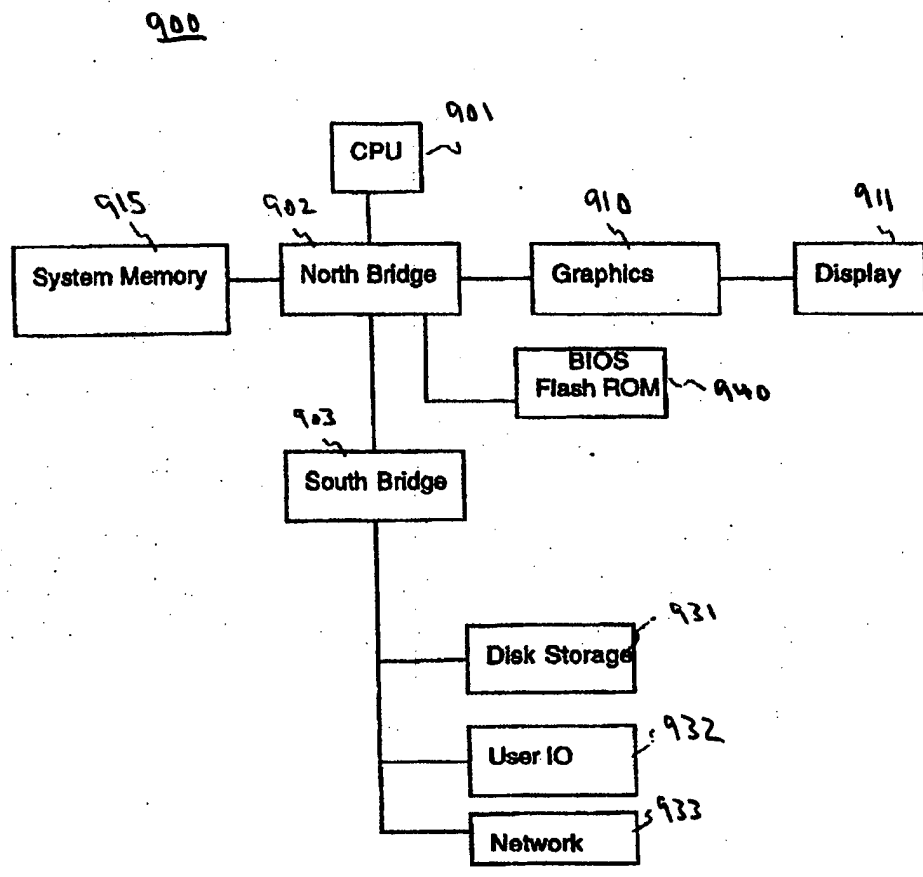 900
901
CPU
915
902
910
911
System Memory
North Bridge
Graphics
Display
BIOS
Flash ROM
940
903
South Bridge
931
Disk Storage
932
User IO
933
Network